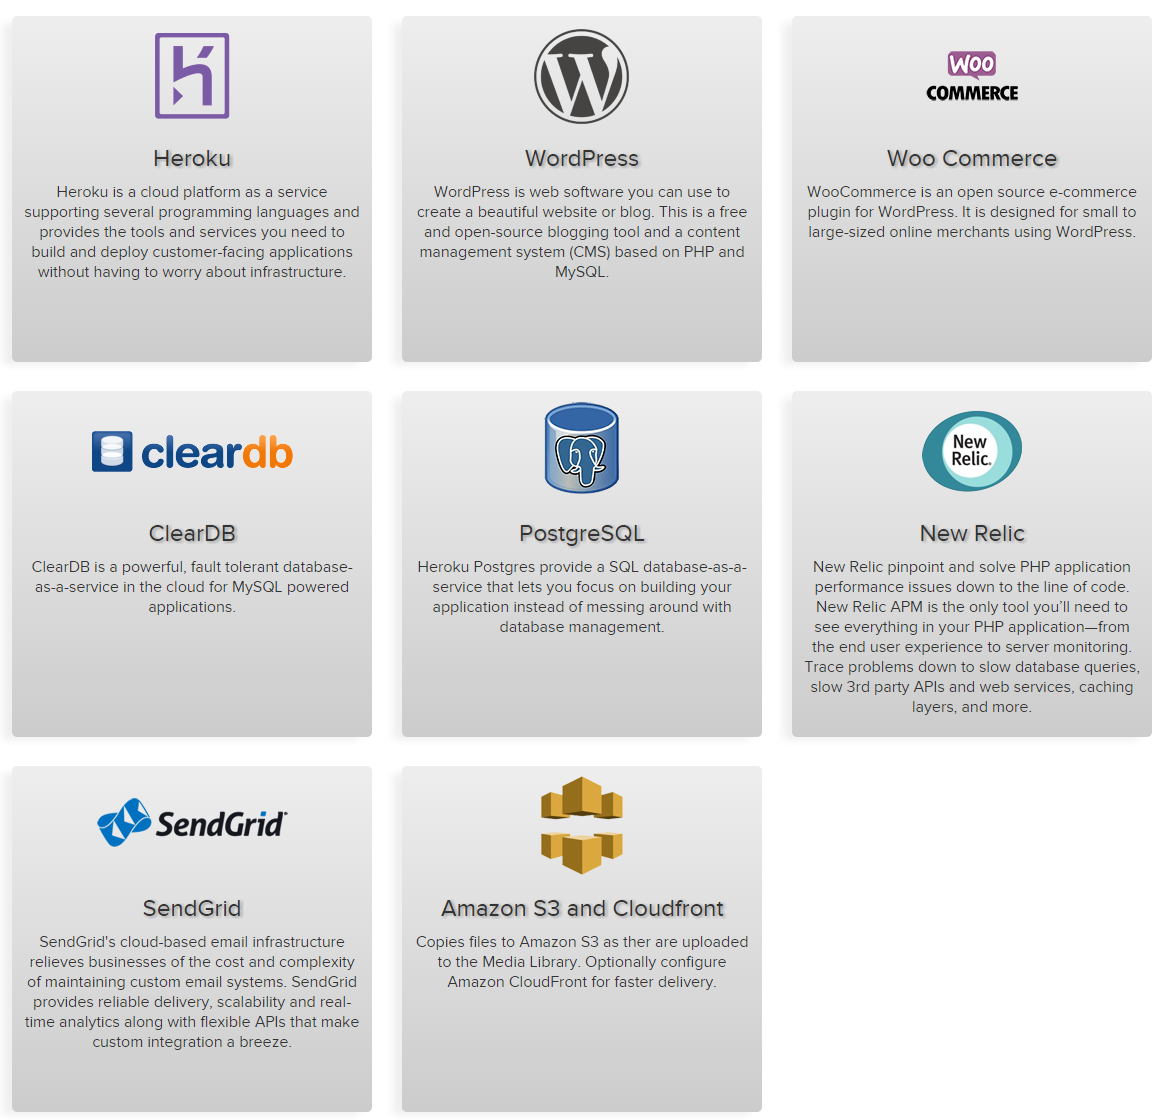 Heroku
Heroku is a cloud platform as a service
supporting several programming languages and
provides the tools and services you need to
build and deploy customer-facing applications
without having to worry about infrastructure.
WordPress
WordPress is web software you can use to
create a beautiful website or blog. This is a free
and open-source blogging tool and a content
management system (CMS) based on PHP and
MySQL.
Woo
COMMERCE
Woo Commerce
WooCommerce is an open source e-commerce
plugin for WordPress. It is designed for small to
large-sized online merchants using WordPress.
cleardb
ClearDB
ClearDB is a powerful, fault tolerant database-
as-a-service in the cloud for MySQL powered
applications.
PostgreSQL
Heroku Postgres provide a SQL database-as-a-
service that lets you focus on building your
application instead of messing around with
database management.
New
Relic.
New Relic
New Relic pinpoint and solve PHP application
performance issues down to the line of code.
New Relic APM is the only tool you’ll need to
see everything in your PHP application—from
the end user experience to server monitoring.
Trace problems down to slow database queries,
slow 3rd party APIs and web services, caching
layers, and more.
SendGrid
SendGrid
SendGrid's cloud-based email infrastructure
relieves businesses of the cost and complexity
of maintaining custom email systems. SendGrid
provides reliable delivery, scalability and real-
time analytics along with flexible APIs that make
custom integration a breeze.
Amazon S3 and Cloudfront
Copies files to Amazon S3 as ther are uploaded
to the Media Library. Optionally configure
Amazon CloudFront for faster delivery.